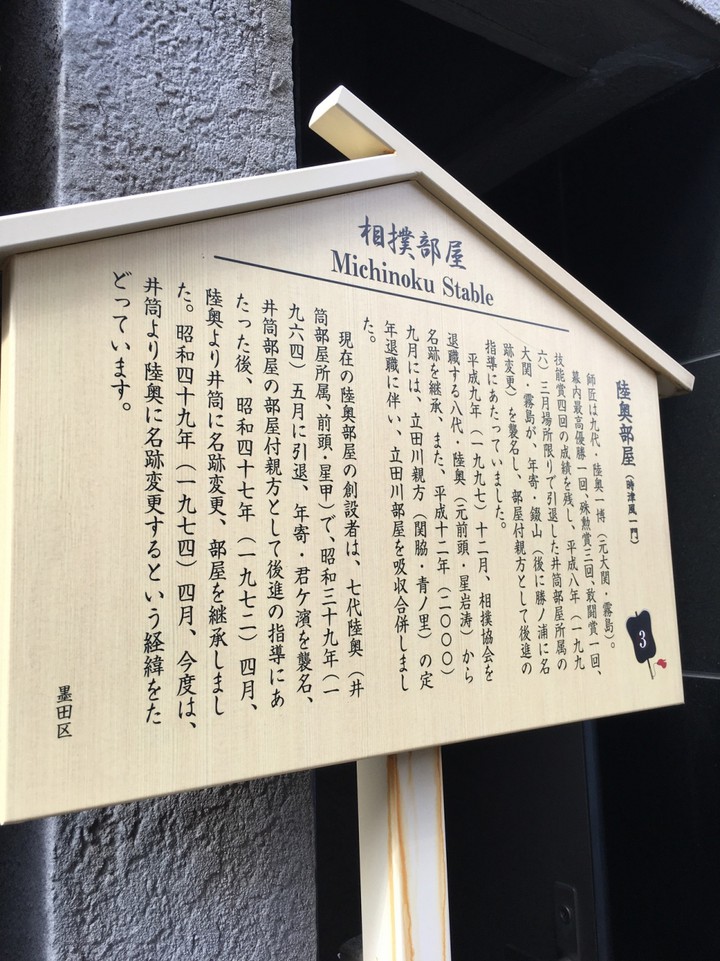 相撲部屋
Michinoku Stable
陸奥部屋(時津風一門)
師匠は九代・陸奥一博(元大関・霧島)。
幕内最高優勝一回、殊勲賞三回、敢闘賞一回、
技能賞四回の成績を残し、平成八年(一九九
六)三月場所限りで引退した井筒部屋所属の
大関・霧島が、年寄・錣山(後に勝ノ浦に名
跡変更)を襲名し、部屋付親方として後進の
指導にあたっていました。
平成九年(一九九七)十二月、相撲協会を
退職する八代・陸奥(元前頭・星岩涛)から
名跡を継承、また、平成十二年(二〇〇〇)
九月には、立田川親方(関脇・青ノ里)の定
年退職に伴い、立田川部屋を吸収合併しまし
た。
現在の陸奥部屋の創設者は、七代陸奥(井
筒部屋所属、前頭・星甲)で、昭和三十九年(一
九六四)五月に引退、年寄・君ケ濱を襲名、
井筒部屋の部屋付親方として後進の指導にあ
たった後、昭和四十七年(一九七二)四月、
陸奥より井筒に名跡変更、部屋を継承しまし
た。昭和四十九年(一九七四)四月、今度は、
井筒より陸奥に名跡変更するという経緯をた
どっています。
墨田区
3